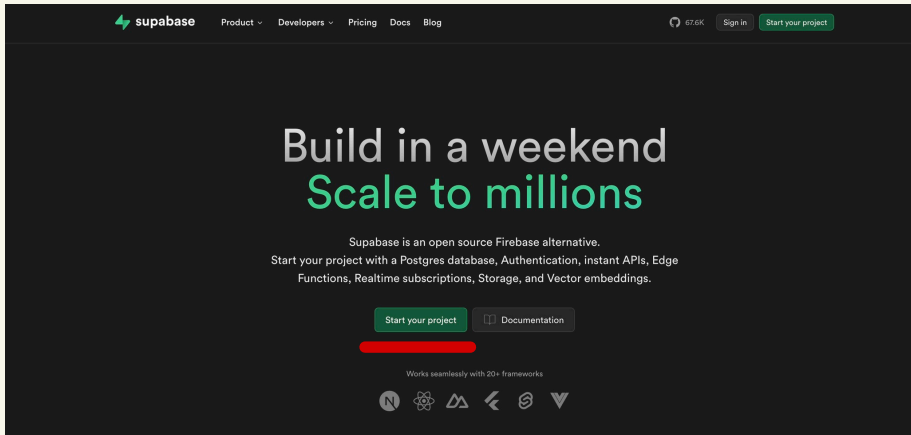 supabase Product Developers Pricing Docs Blog 67.6K Sign in Start your project
Build in a weekend
Scale to millions
Supabase is an open source Firebase alternative.
Start your project with a Postgres database, Authentication, instant APIs, Edge
Functions, Realtime subscriptions, Storage, and Vector embeddings.
Start your project Documentation
Works seamlessly with 20+ frameworks
N